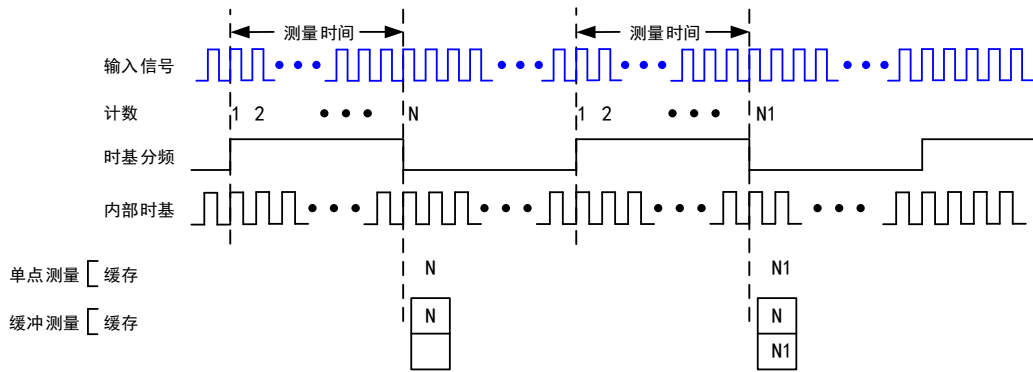 测量时间 测量时间
输入信号
计数 1 2 N 1 2 N1
时基分频
内部时基
单点测量 缓存 N N1
缓冲测量 缓存 N N
N1